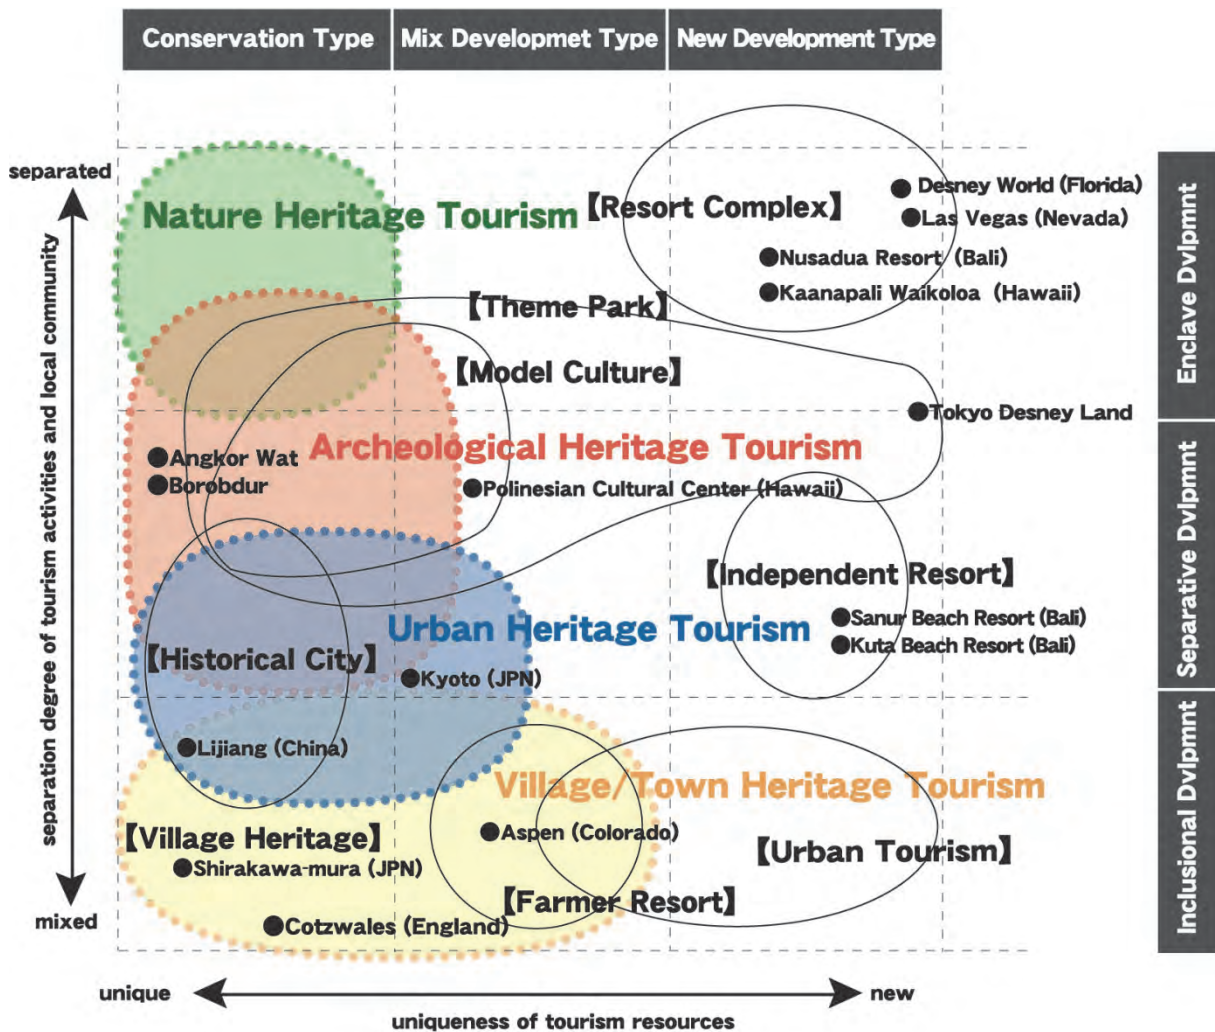 Conservation Type
Mix Developmet Type
New Development Type
separated
Nature Heritage Tourism
【Resort Complex】
Desney World (Florida)
Las Vegas (Nevada)
Nusadua Resort (Bali)
Kaanapali Waikoloa (Hawaii)
【Theme Park】
【Model Culture】
Tokyo Desney Land
Archeological Heritage Tourism
Angkor Wat
Borobdur
Polinesian Cultural Center (Hawaii)
【Independent Resort】
Sanur Beach Resort (Bali)
Kuta Beach Resort (Bali)
Urban Heritage Tourism
【Historical City】
Kyoto (JPN)
Lijiang (China)
Village/Town Heritage Tourism
【Village Heritage】
Aspen (Colorado)
【Urban Tourism】
Shirakawa-mura (JPN)
【Farmer Resort】
Cotzwales (England)
mixed
separation degree of tourism activities and local community
Enclave Dvlpmnt
Separative Dvlpmnt
Inclusional Dvlpmnt
unique
new
uniqueness of tourism resources